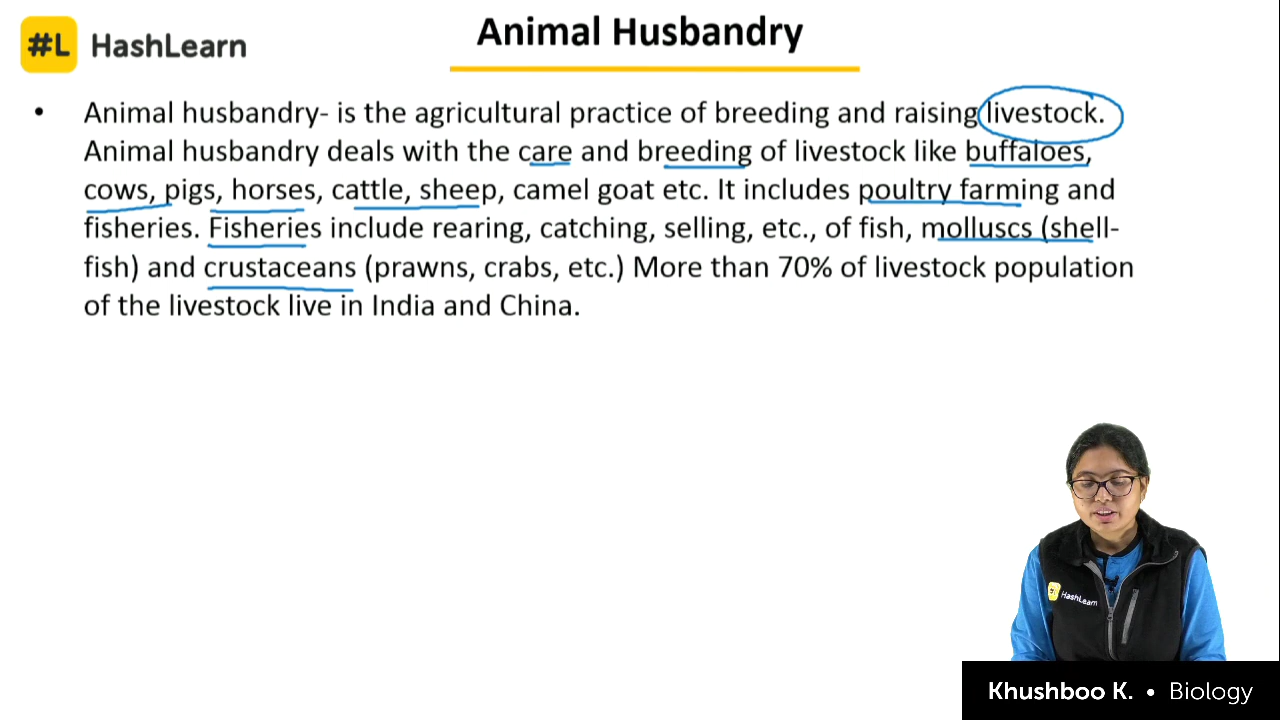 #L HashLearn
Animal Husbandry
• Animal husbandry- is the agricultural practice of breeding and raising livestock.
Animal husbandry deals with the care and breeding of livestock like buffaloes,
cows, pigs, horses, cattle, sheep, camel goat etc. It includes poultry farming and
fisheries. Fisheries include rearing, catching, selling, etc., of fish, molluscs (shell-
fish) and crustaceans (prawns, crabs, etc.) More than 70% of livestock population
of the livestock live in India and China.
HashLearn
Khushboo K. • Biology